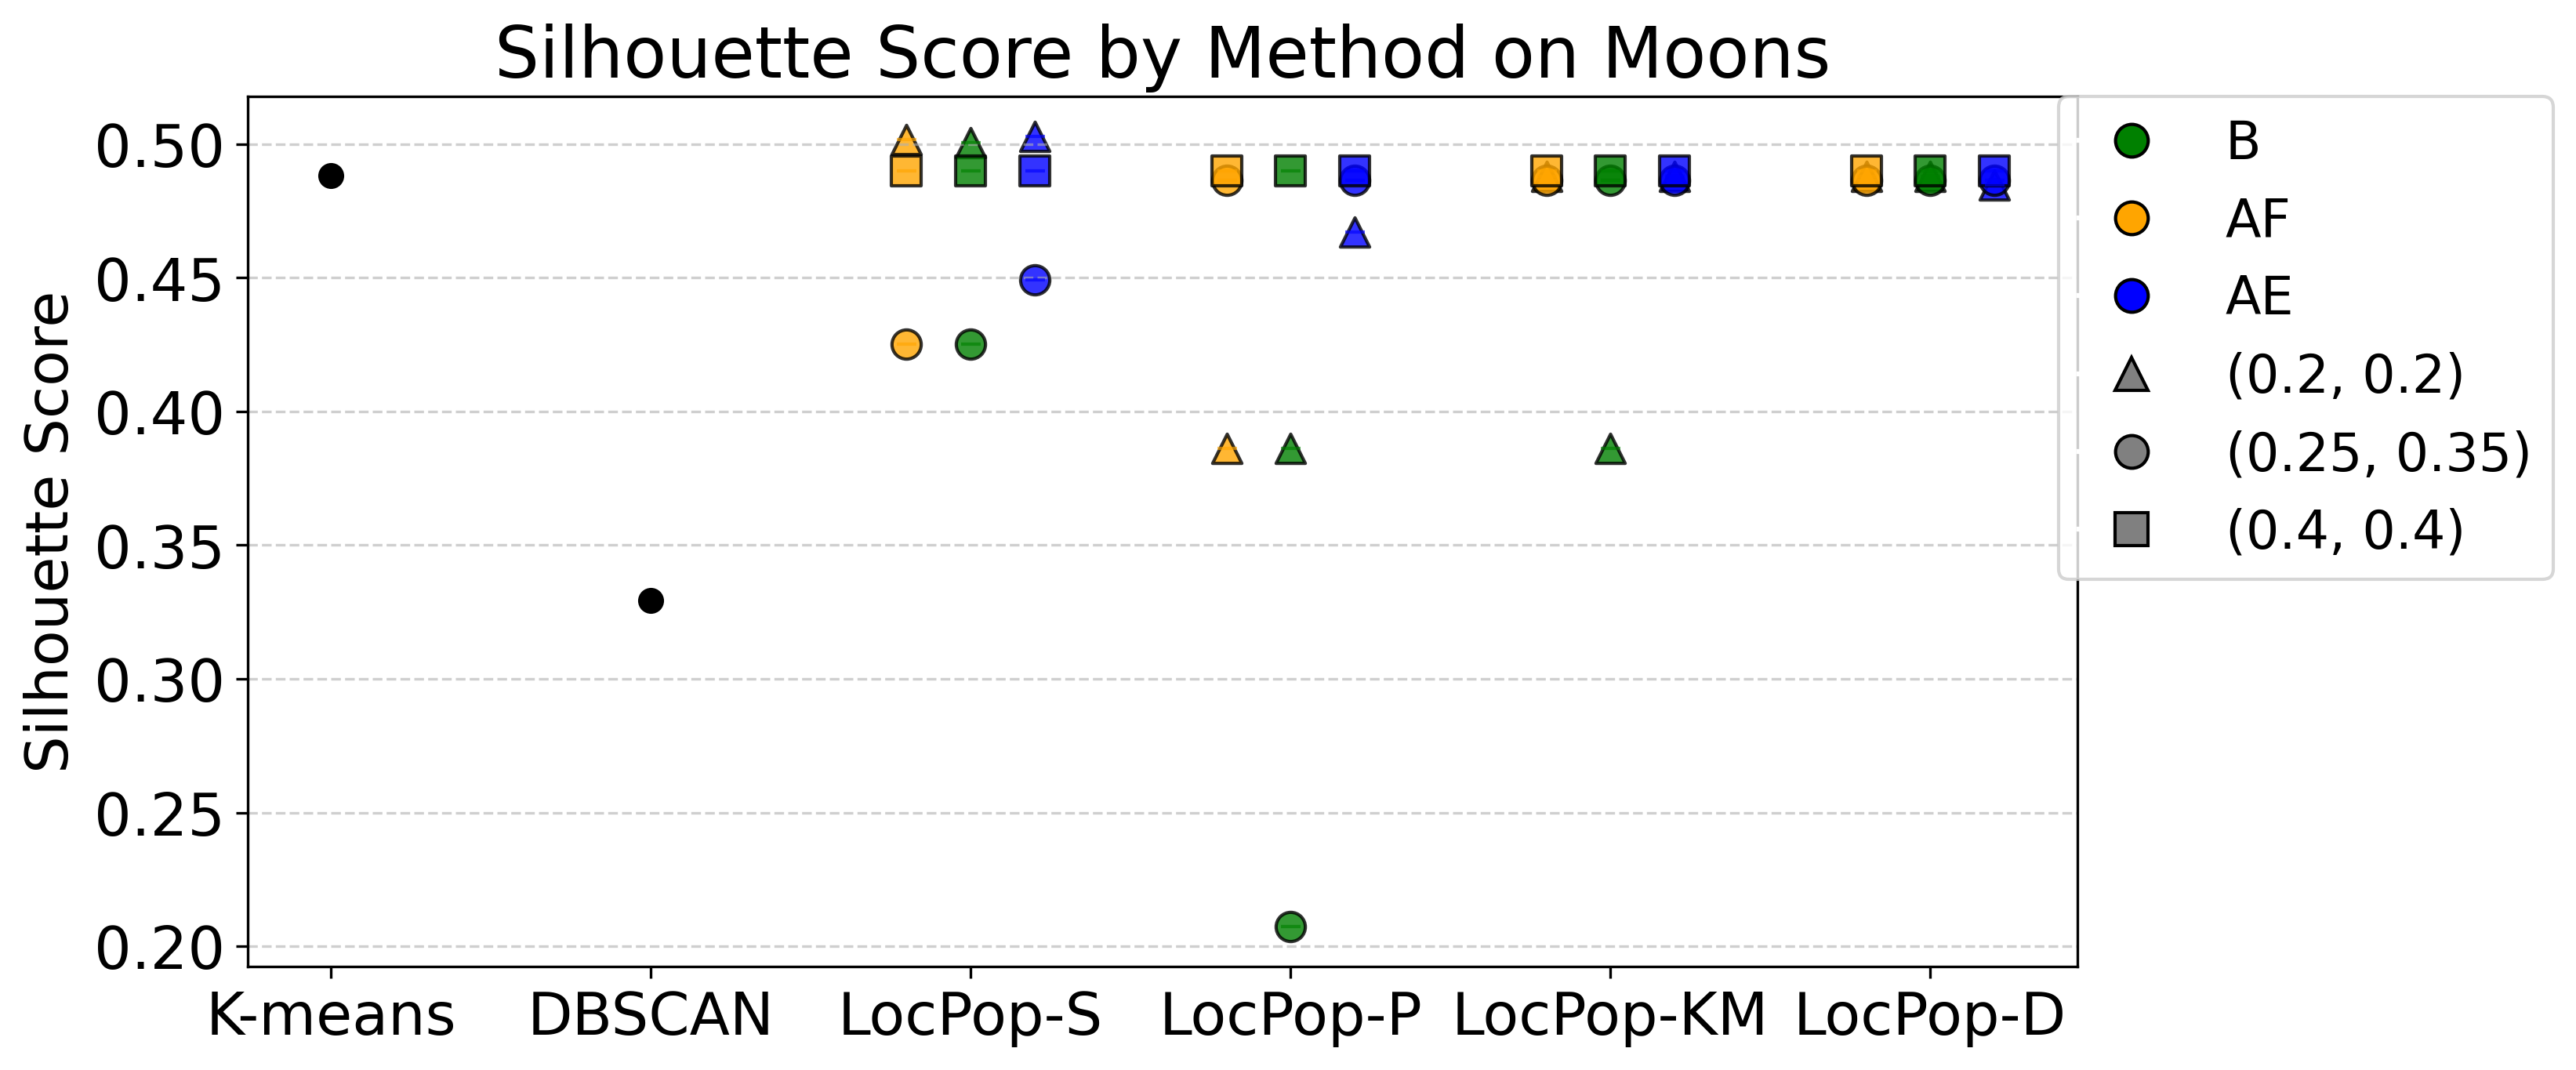 Silhouette Score by Method on Moons
Silhouette Score
0.50
0.45
0.40
0.35
0.30
0.25
0.20
K-means
DBSCAN
LocPop-S
LocPop-P
LocPop-KM
LocPop-D
B
AF
AE
(0.2, 0.2)
(0.25, 0.35)
(0.4, 0.4)